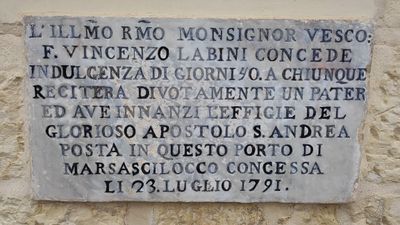 L'ILLMO RMO MONSIGNOR VESCO:
F. VINCENZO LABINI CONCEDE
INDULGENZA DI GIORNI 40. A CHIUNQUE
RECITERÀ DIVOTAMENTE UN PATER
ED AVE INNANZI L'EFFIGIE DEL
GLORIOSO APOSTOLO S. ANDREA
POSTA IN QUESTO PORTO DI
MARSASCILOCCO CONCESSA
LI 23. LUGLIO 1791.